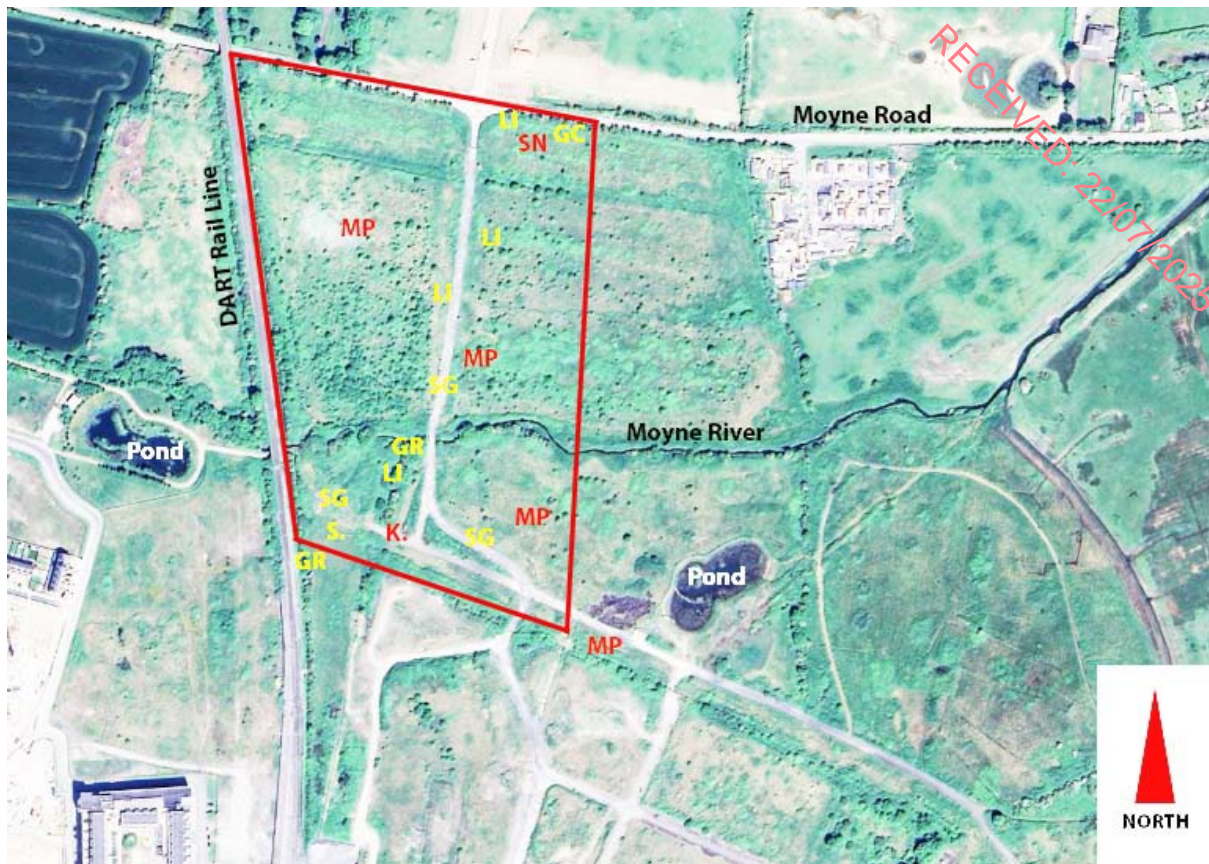 RECEIVED: 22/07/2025
Moyne Road
LI
GC
SN
MP
LI
DART Rail Line
LI
MP
SG
Moyne River
GR
LI
Pond
SG
MP
S.
K.
SG
GR
Pond
MP
NORTH